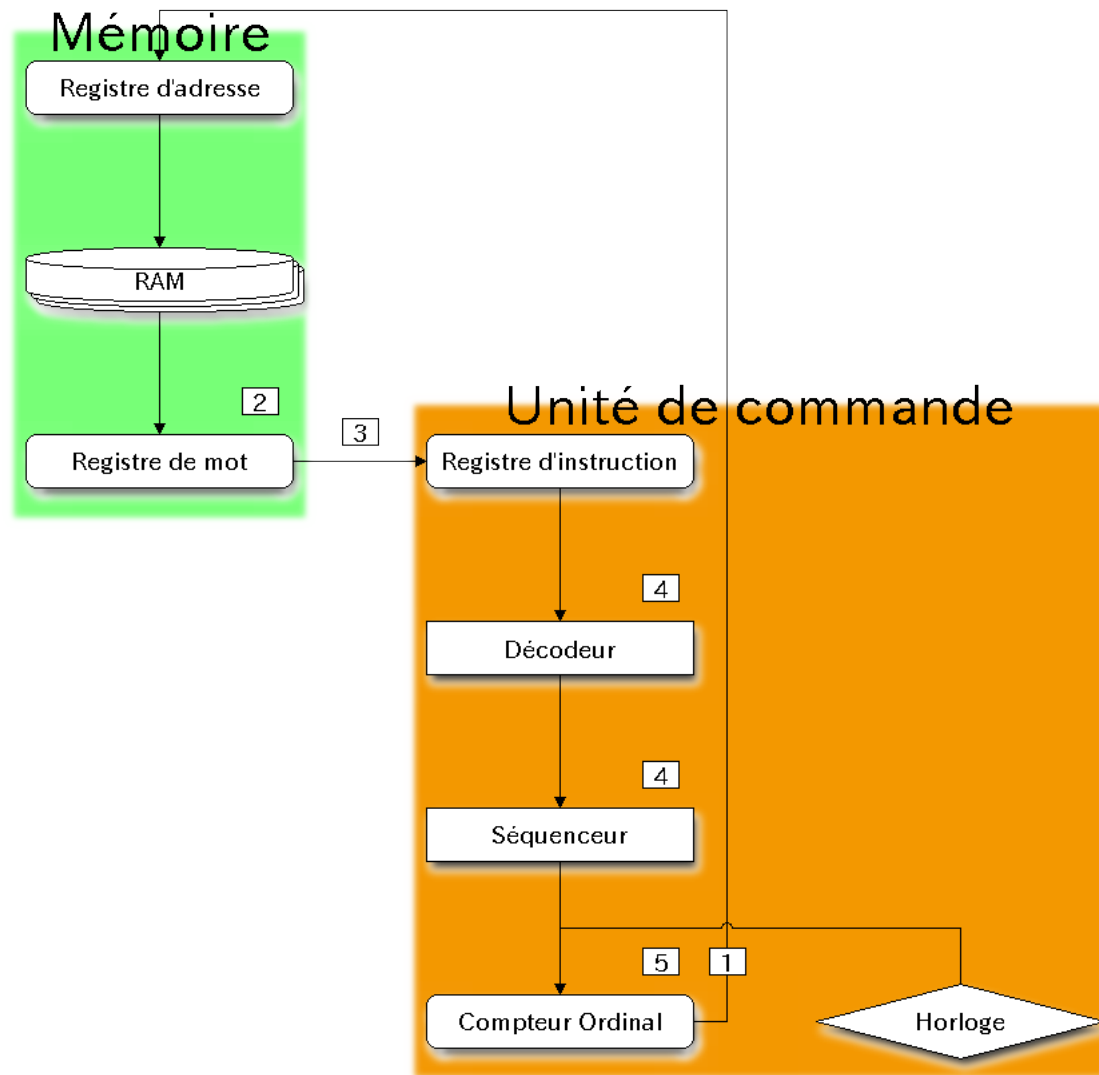 Mémoire
Registre d'adresse
RAM
2
Unité de commande
3
Registre de mot
Registre d'instruction
4
Décodeur
4
Séquenceur
5
1
Compteur Ordinal
Horloge